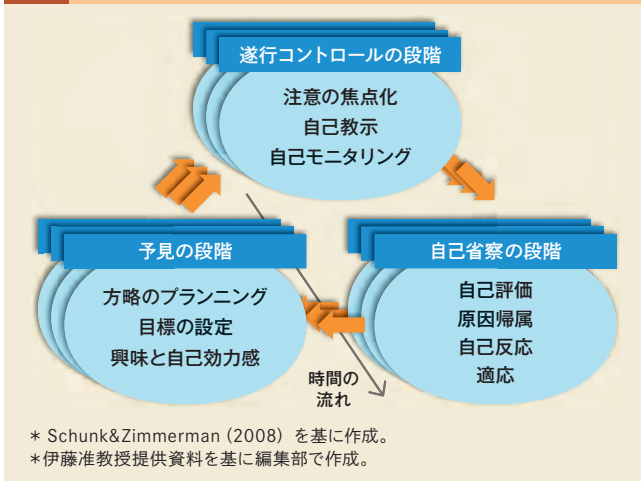 遂行コントロールの段階
注意の焦点化
自己教示
自己モニタリング
予見の段階
方略のプランニング
目標の設定
興味と自己効力感
自己省察の段階
自己評価
原因帰属
自己反応
適応
時間の
流れ
＊ Schunk&Zimmerman (2008) を基に作成。
＊伊藤准教授提供資料を基に編集部で作成。